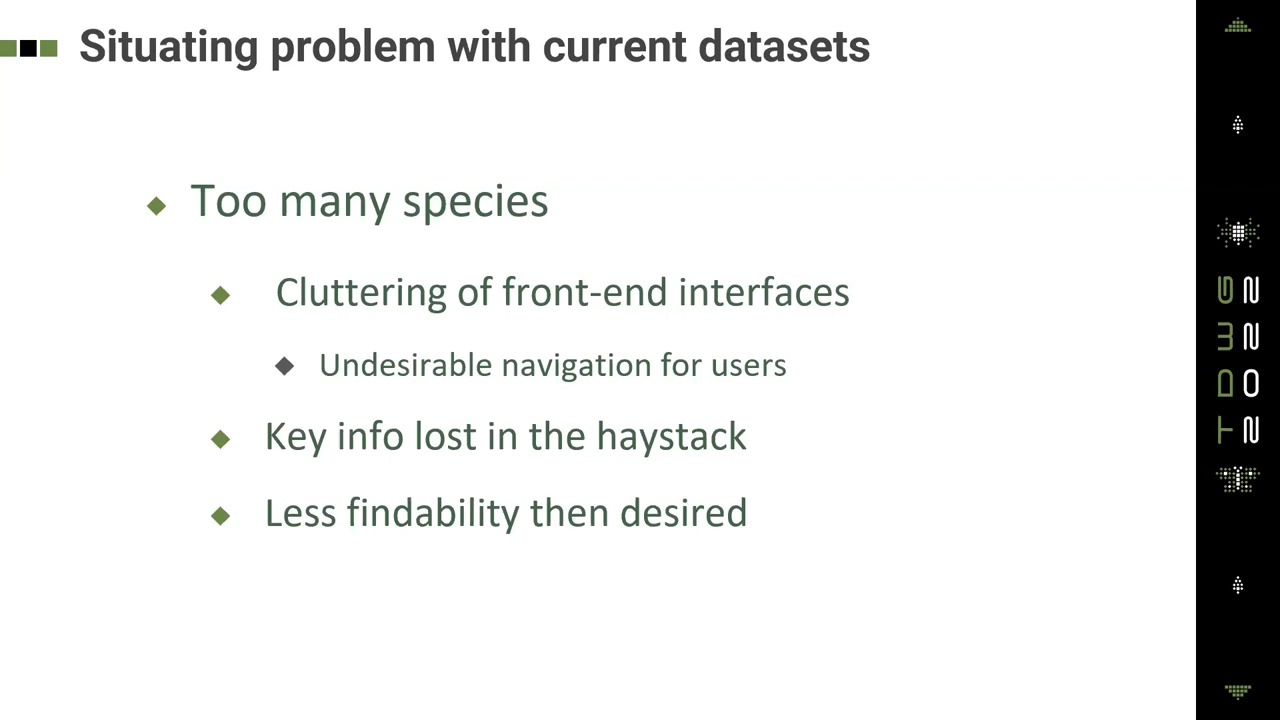 Situating problem with current datasets
Too many species
Cluttering of front-end interfaces
Undesirable navigation for users
Key info lost in the haystack
Less findability then desired